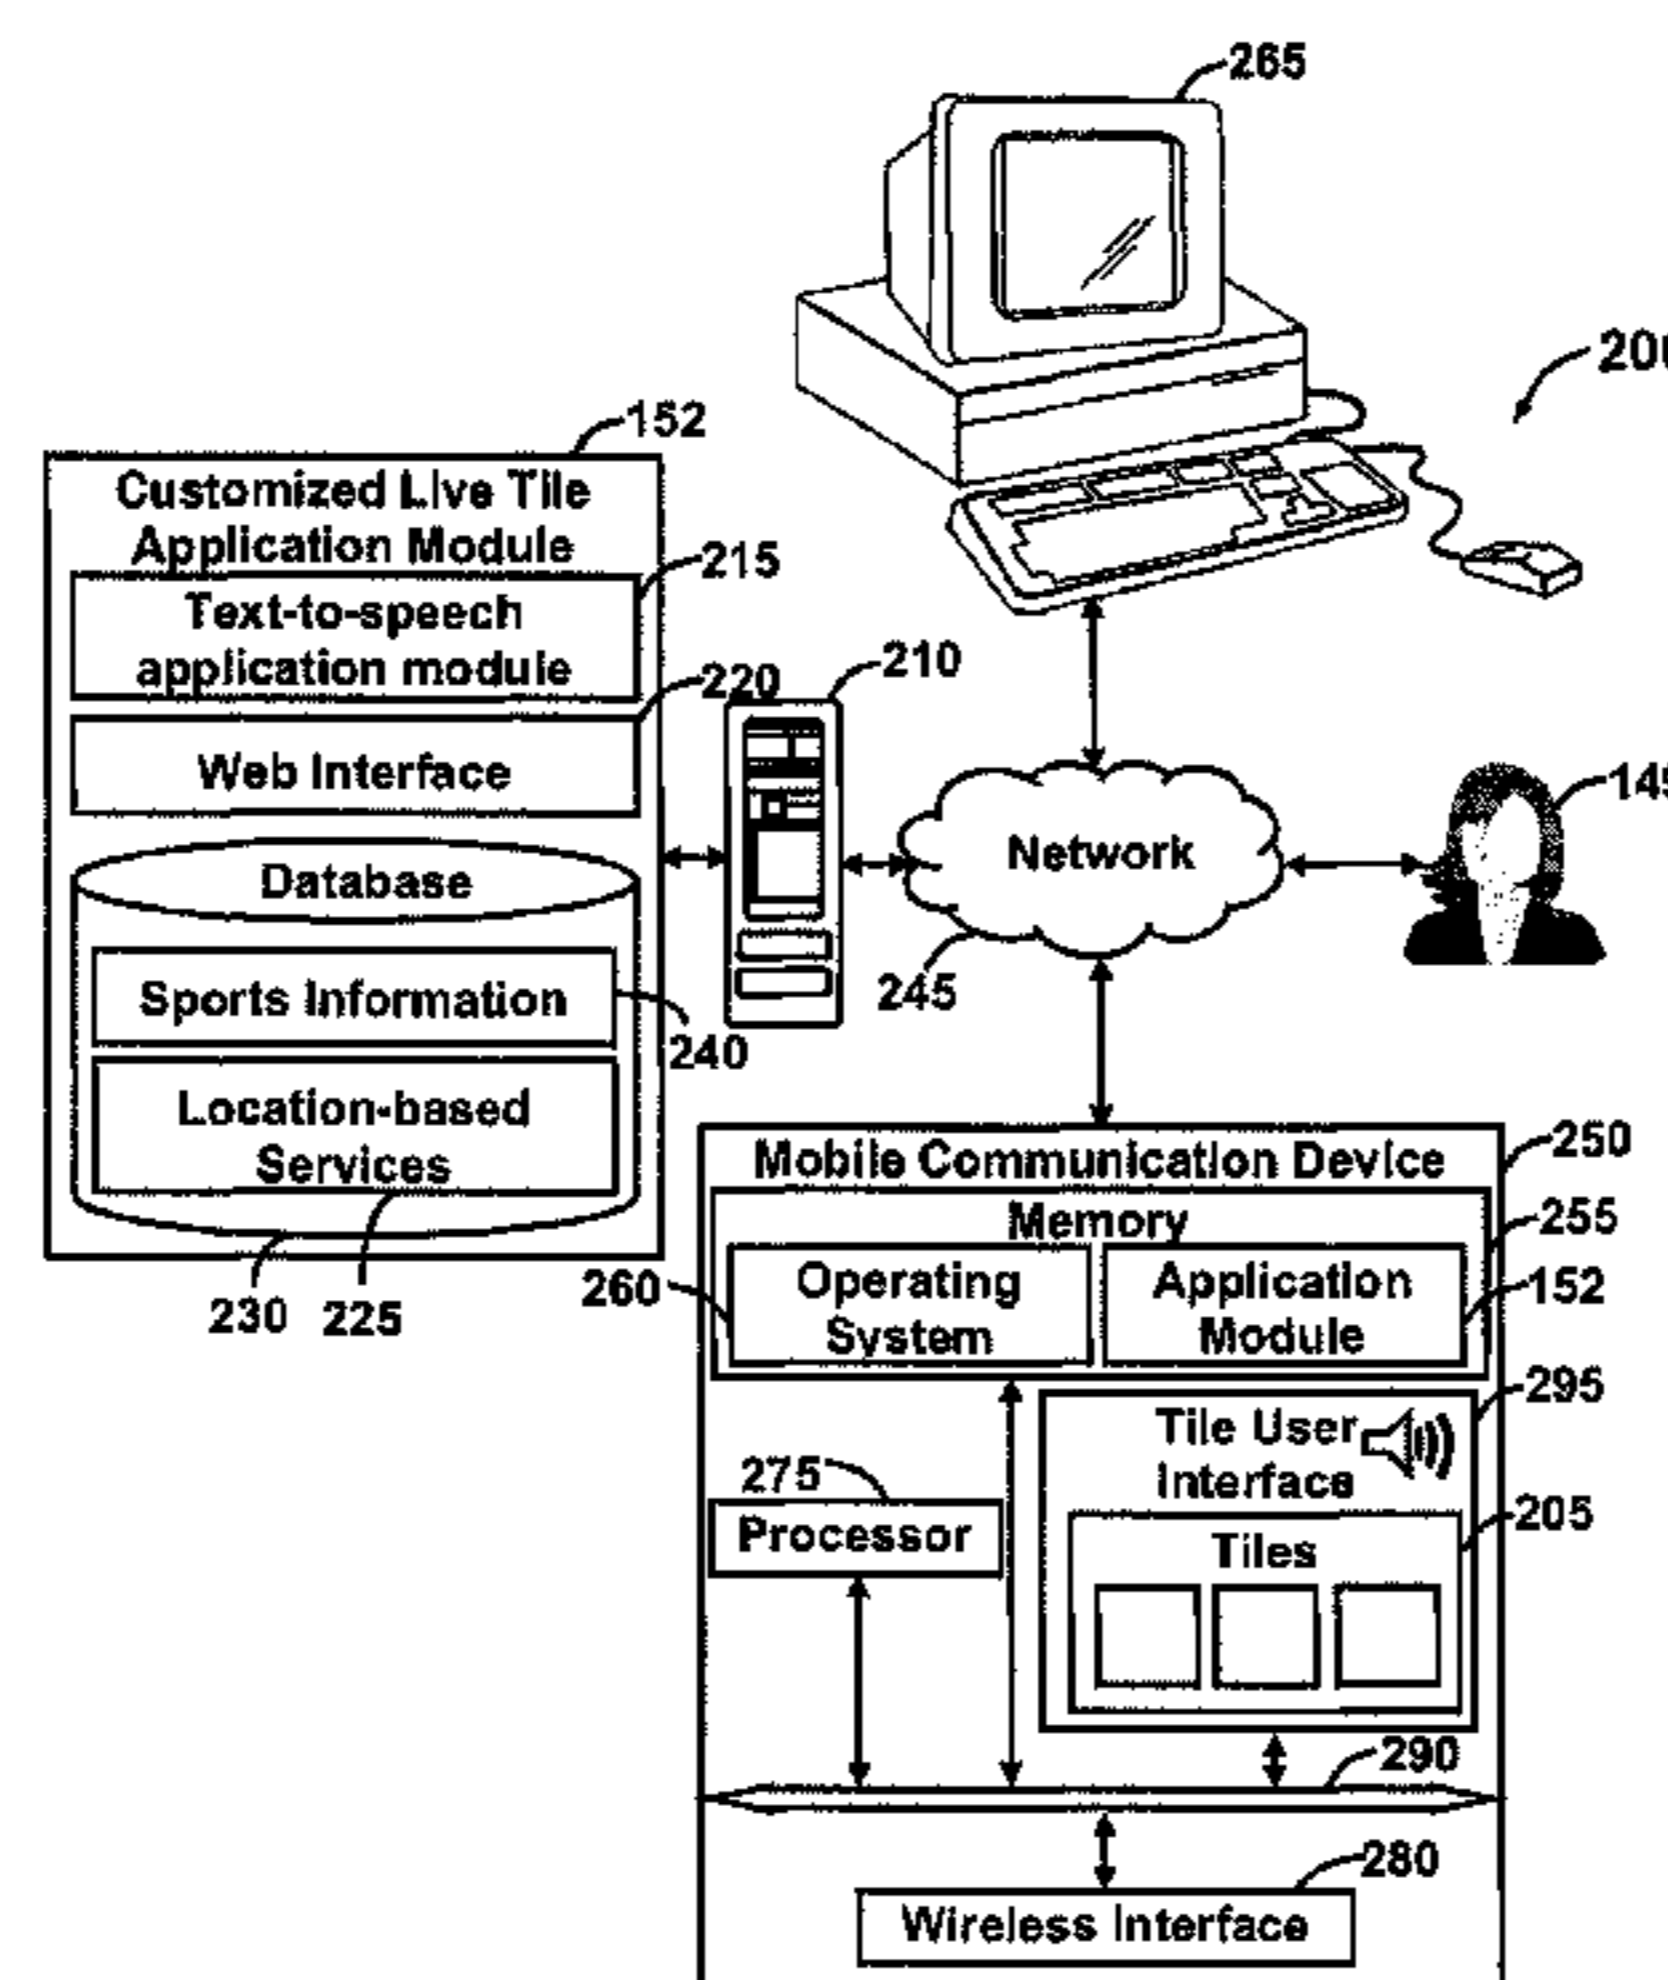 265
200
152
Customized Live Tile
Application Module
215
Text-to-speech
application module
220
210
Web Interface
145
Network
Database
245
Sports Information
240
Location-based
Services
230
225
Mobile Communication Device
250
Memory
255
260
Operating
System
Application
Module
152
295
Tile User
Interface
275
Processor
205
Tiles
290
280
Wireless Interface